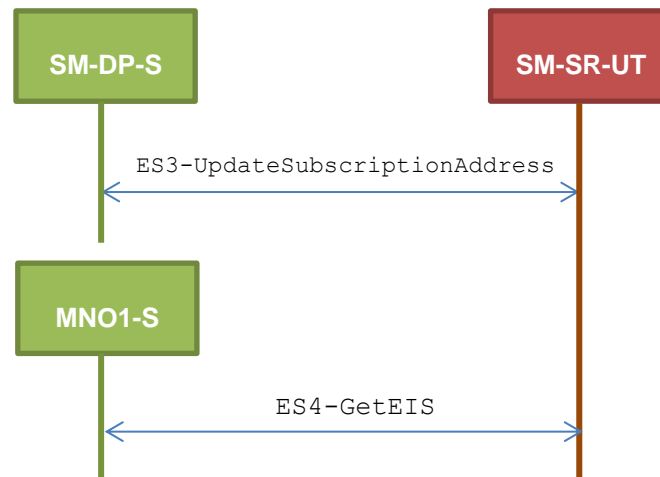 SM-DP-S
SM-SR-UT
ES3-UpdateSubscriptionAddress
MNO1-S
ES4-GetEIS